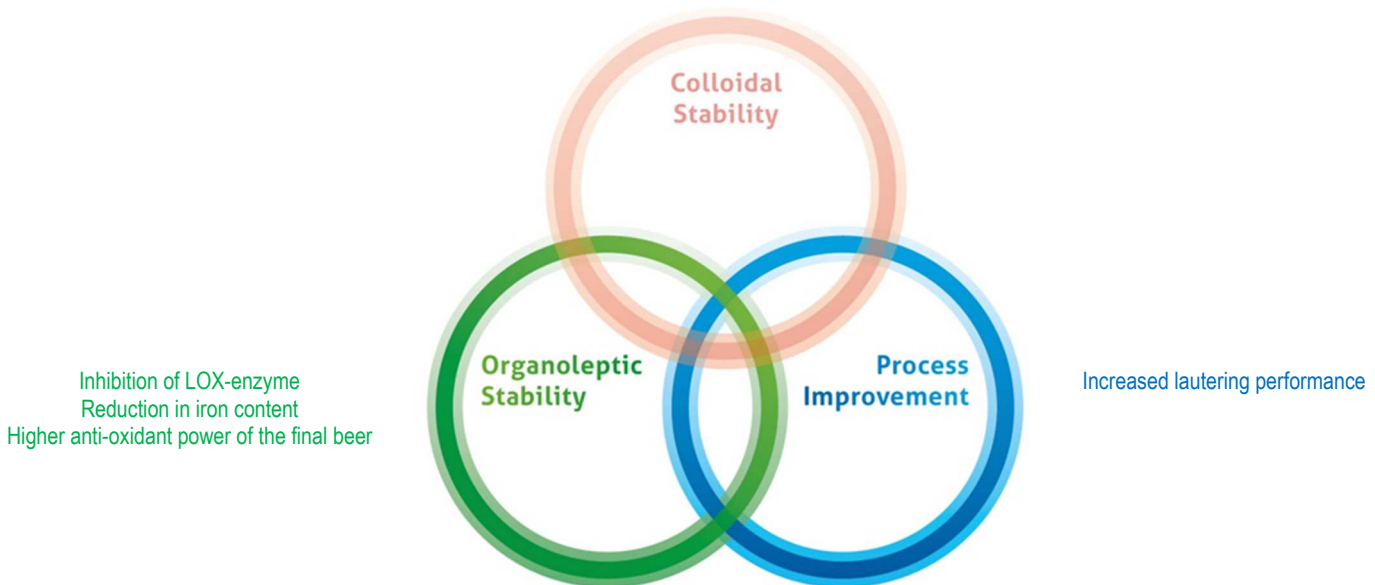 Colloidal
Stability
Organoleptic
Stability
Process
Improvement
Inhibition of LOX-enzyme
Reduction in iron content
Higher anti-oxidant power of the final beer
Increased lautering performance